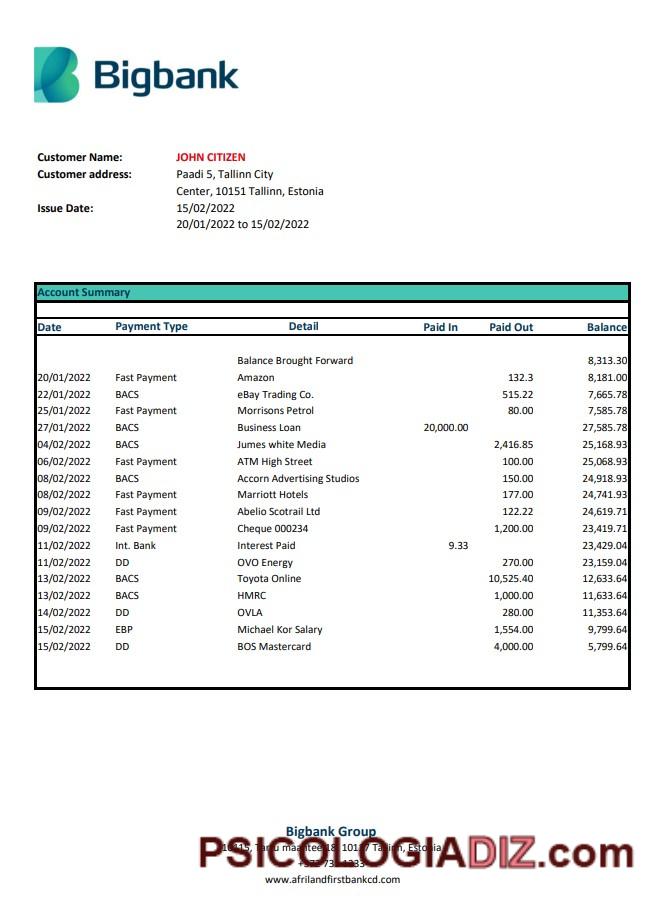 Bigbank
Customer Name: JOHN CITIZEN
Customer address: Paadi 5, Tallinn City
Center, 10151 Tallinn, Estonia
Issue Date: 15/02/2022
20/01/2022 to 15/02/2022
Account Summary
Date Payment Type Detail Paid In Paid Out Balance
Balance Brought Forward 8,313.30
20/01/2022 Fast Payment Amazon 132.3 8,181.00
22/01/2022 BACS eBay Trading Co. 515.22 7,665.78
25/01/2022 Fast Payment Morrisons Petrol 80.00 7,585.78
27/01/2022 BACS Business Loan 20,000.00 27,585.78
04/02/2022 BACS Jumes white Media 2,416.85 25,168.93
06/02/2022 Fast Payment ATM High Street 100.00 25,068.93
08/02/2022 BACS Accorn Advertising Studios 150.00 24,918.93
08/02/2022 Fast Payment Marriott Hotels 177.00 24,741.93
09/02/2022 Fast Payment Abelio Scotrail Ltd 122.22 24,619.71
09/02/2022 Fast Payment Cheque 000234 1,200.00 23,419.71
11/02/2022 Int. Bank Interest Paid 9.33 23,429.04
11/02/2022 DD OVO Energy 270.00 23,159.04
13/02/2022 BACS Toyota Online 10,525.40 12,633.64
13/02/2022 BACS HMRC 1,000.00 11,633.64
14/02/2022 DD OVLA 280.00 11,353.64
15/02/2022 EBP Michael Kor Salary 1,554.00 9,799.64
15/02/2022 DD BOS Mastercard 4,000.00 5,799.64
Bigbank Group
Estonia
PSICOLOGIADIZ.com
www.afrilandfirstbankcd.com